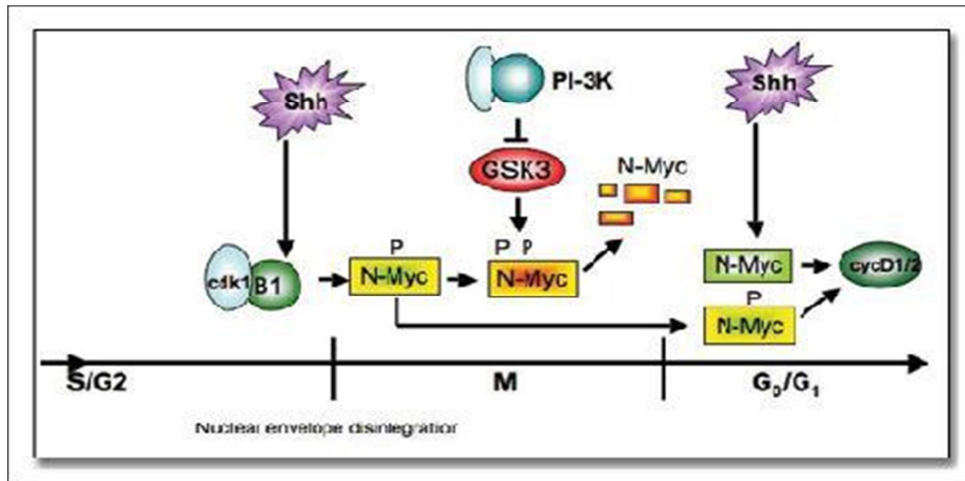 Shh
PI-3K
Shh
GSK3
N-Myc
P
P P
P
cdk1 B1
N-Myc
N-Myc
N-Myc
cycD1/2
N-Myc
S/G2
M
G0/G1
Nuclear envelope disintegration